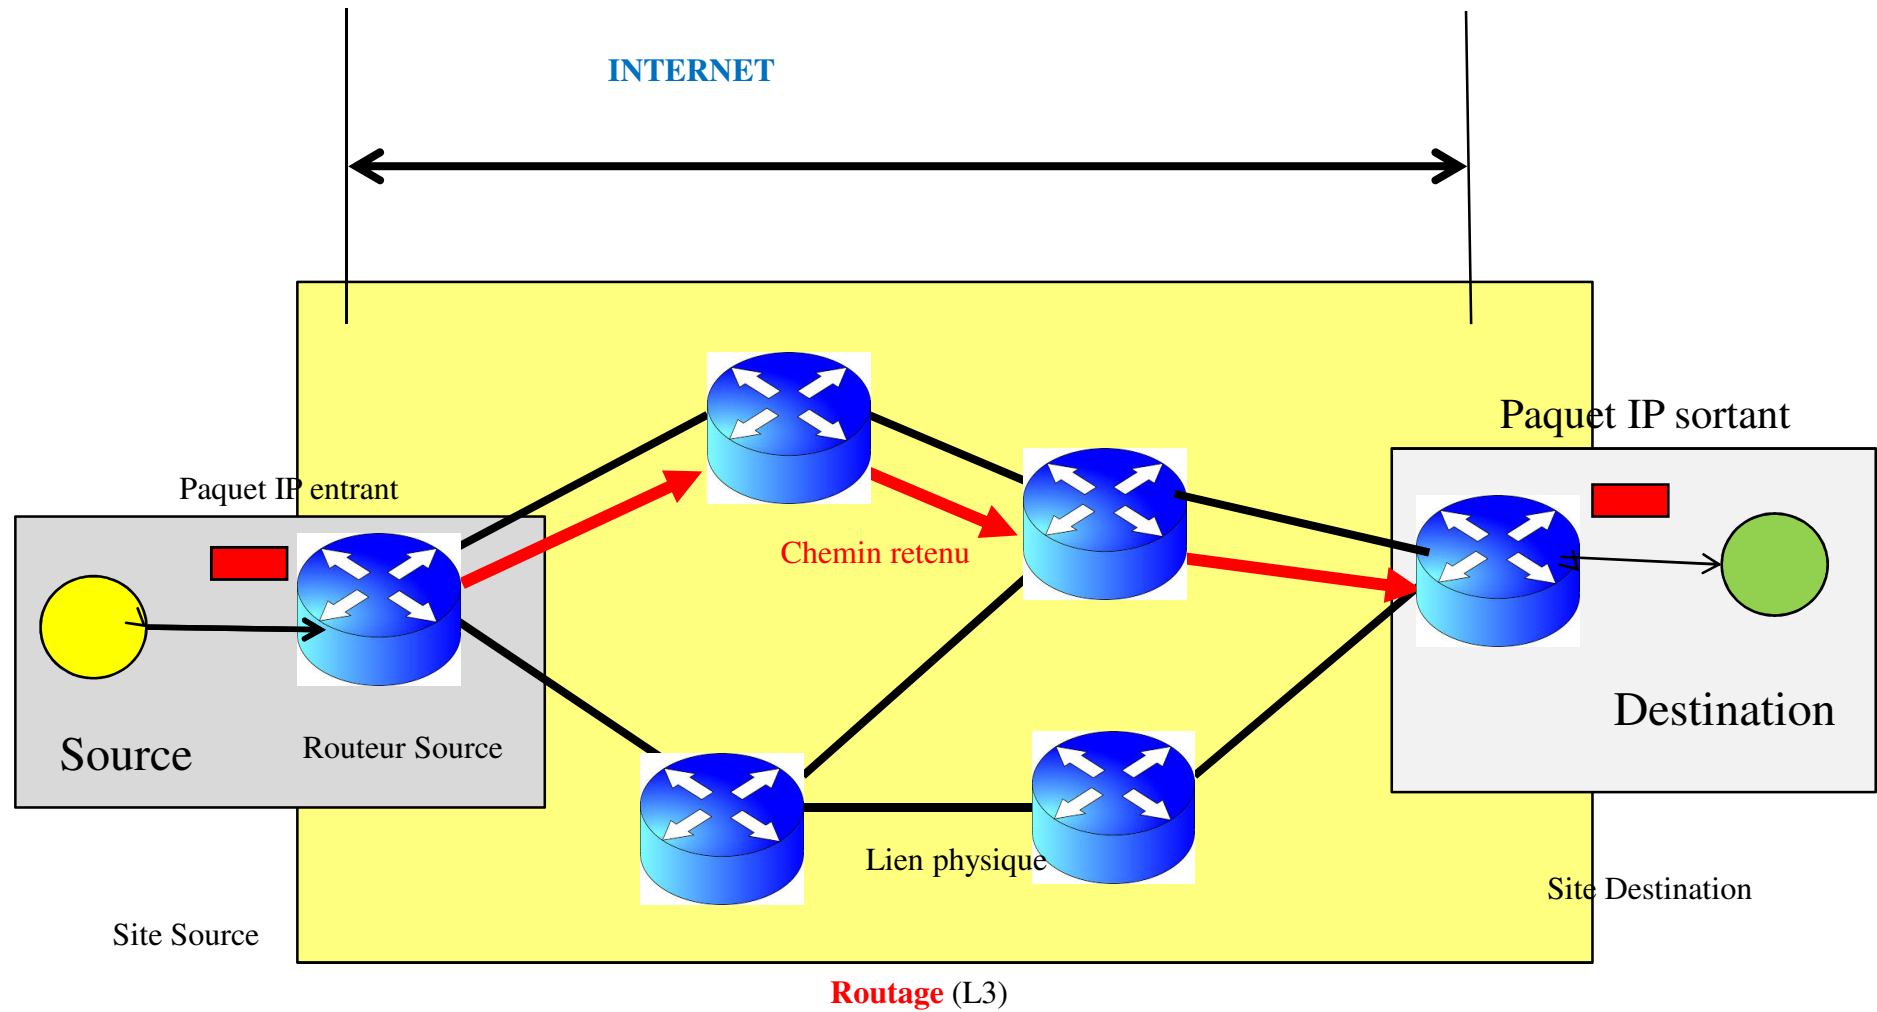 INTERNET
Paquet IP sortant
Paquet IP entrant
Chemin retenu
Destination
Source
Routeur Source
Lien physique
Site Destination
Site Source
Routage (L3)